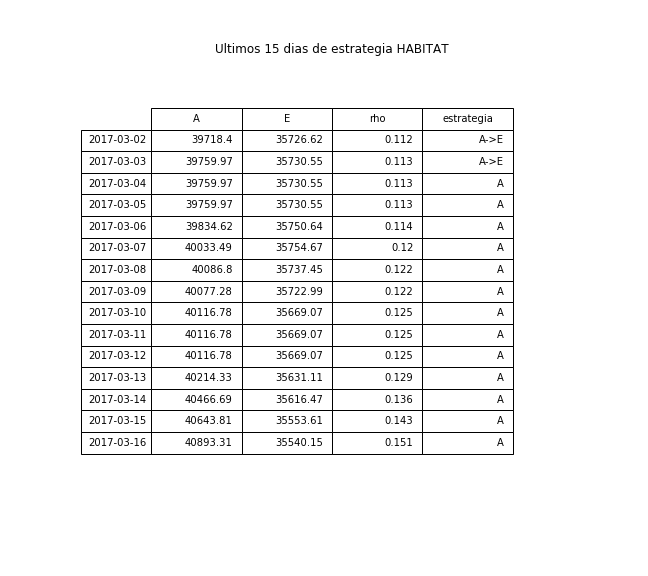 Ultimos 15 dias de estrategia HABITAT
A E rho estrategia
2017-03-02 39718.4 35726.62 0.112 A->E
2017-03-03 39759.97 35730.55 0.113 A->E
2017-03-04 39759.97 35730.55 0.113 A
2017-03-05 39759.97 35730.55 0.113 A
2017-03-06 39834.62 35750.64 0.114 A
2017-03-07 40033.49 35754.67 0.12 A
2017-03-08 40086.8 35737.45 0.122 A
2017-03-09 40077.28 35722.99 0.122 A
2017-03-10 40116.78 35669.07 0.125 A
2017-03-11 40116.78 35669.07 0.125 A
2017-03-12 40116.78 35669.07 0.125 A
2017-03-13 40214.33 35631.11 0.129 A
2017-03-14 40466.69 35616.47 0.136 A
2017-03-15 40643.81 35553.61 0.143 A
2017-03-16 40893.31 35540.15 0.151 A